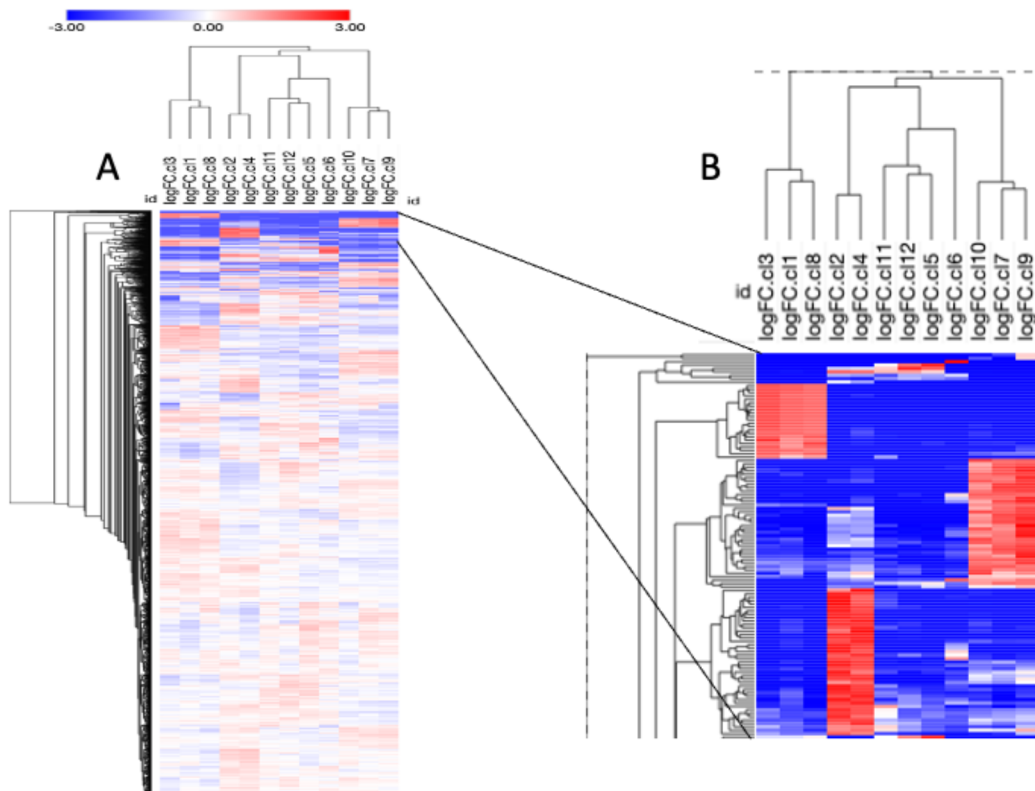 -3.00 0.00 3.00
A
B
id logFC.cl3 logFC.cl1 logFC.cl8 logFC.cl2 logFC.cl4 logFC.cl11 logFC.cl12 logFC.cl5 logFC.cl6 logFC.cl10 logFC.cl7 logFC.cl9 id
id logFC.cl3 logFC.cl1 logFC.cl8 logFC.cl2 logFC.cl4 logFC.cl11 logFC.cl12 logFC.cl5 logFC.cl6 logFC.cl10 logFC.cl7 logFC.cl9